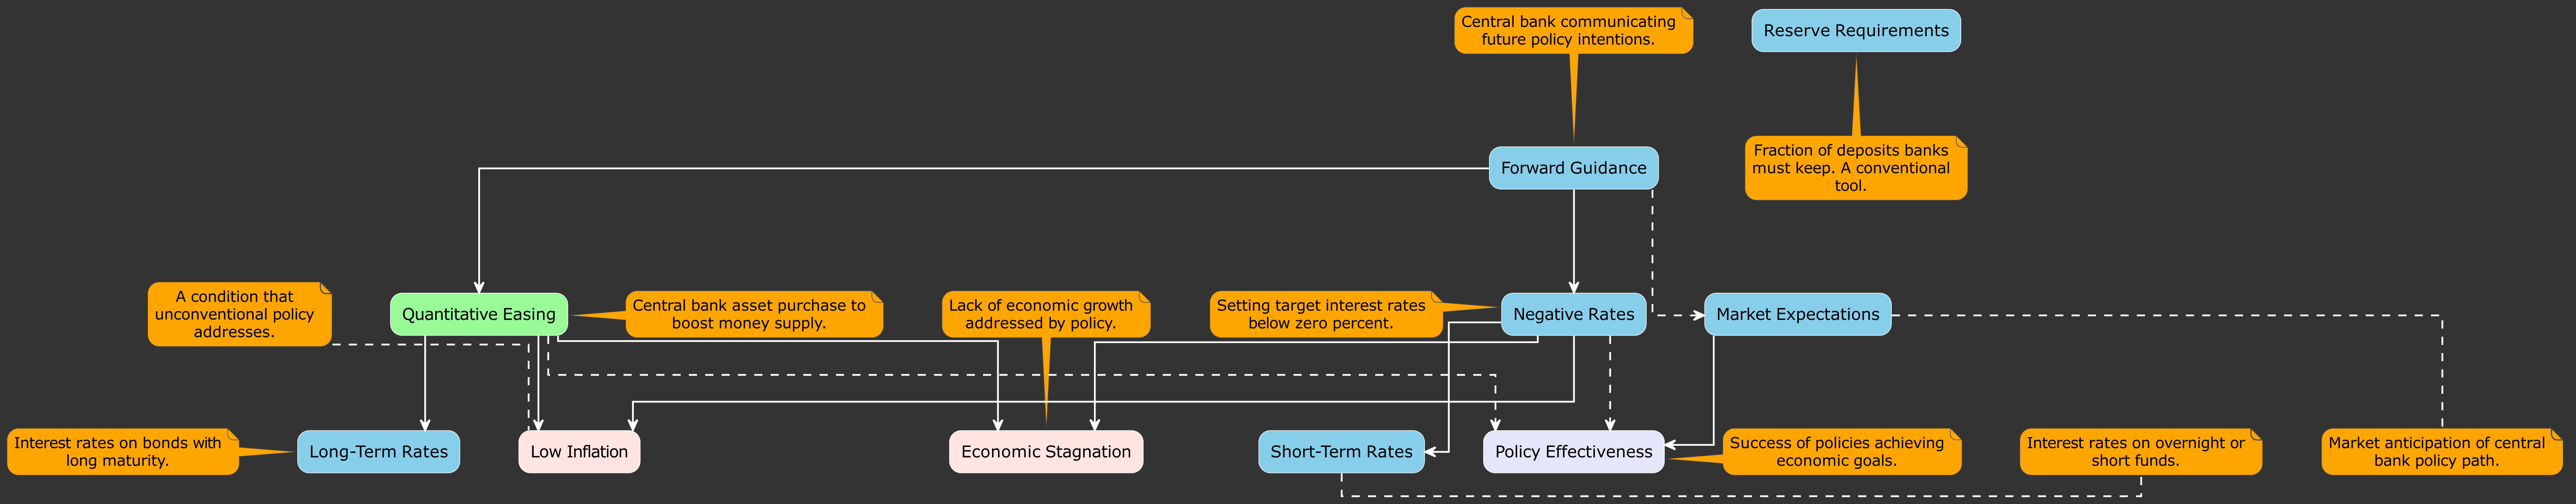 Central bank communicating
future policy intentions.
Reserve Requirements
Fraction of deposits banks
must keep. A conventional
tool.
Forward Guidance
A condition that
unconventional policy
addresses.
Quantitative Easing
Central bank asset purchase to
boost money supply.
Lack of economic growth
addressed by policy.
Setting target interest rates
below zero percent.
Negative Rates
Market Expectations
Interest rates on bonds with
long maturity.
Long-Term Rates
Low Inflation
Economic Stagnation
Short-Term Rates
Policy Effectiveness
Success of policies achieving
economic goals.
Interest rates on overnight or
short funds.
Market anticipation of central
bank policy path.